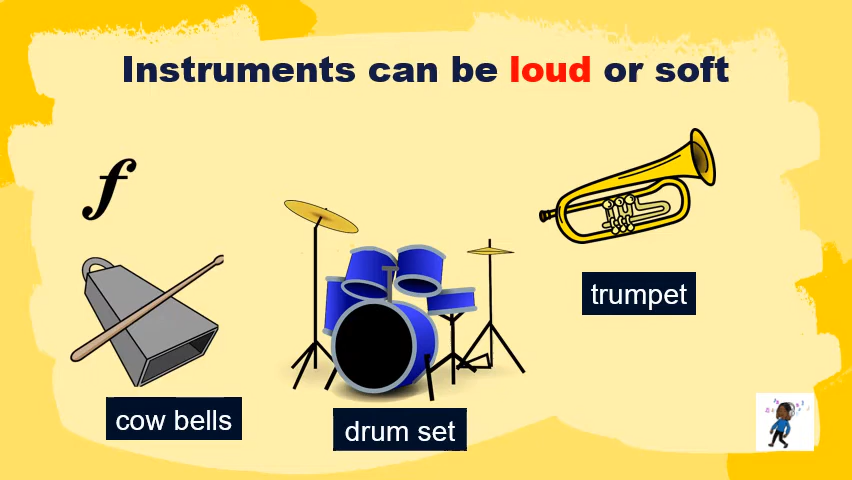 Instruments can be loud or soft
f
trumpet
cow bells
drum set